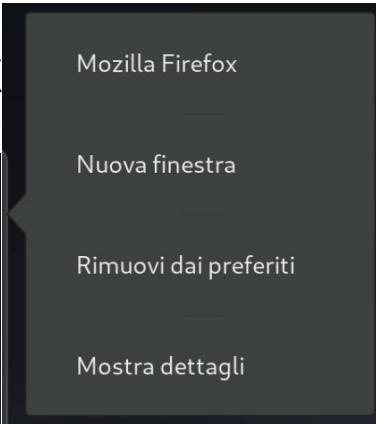 Mozilla Firefox
Nuova finestra
Rimuovi dai preferiti
Mostra dettagli